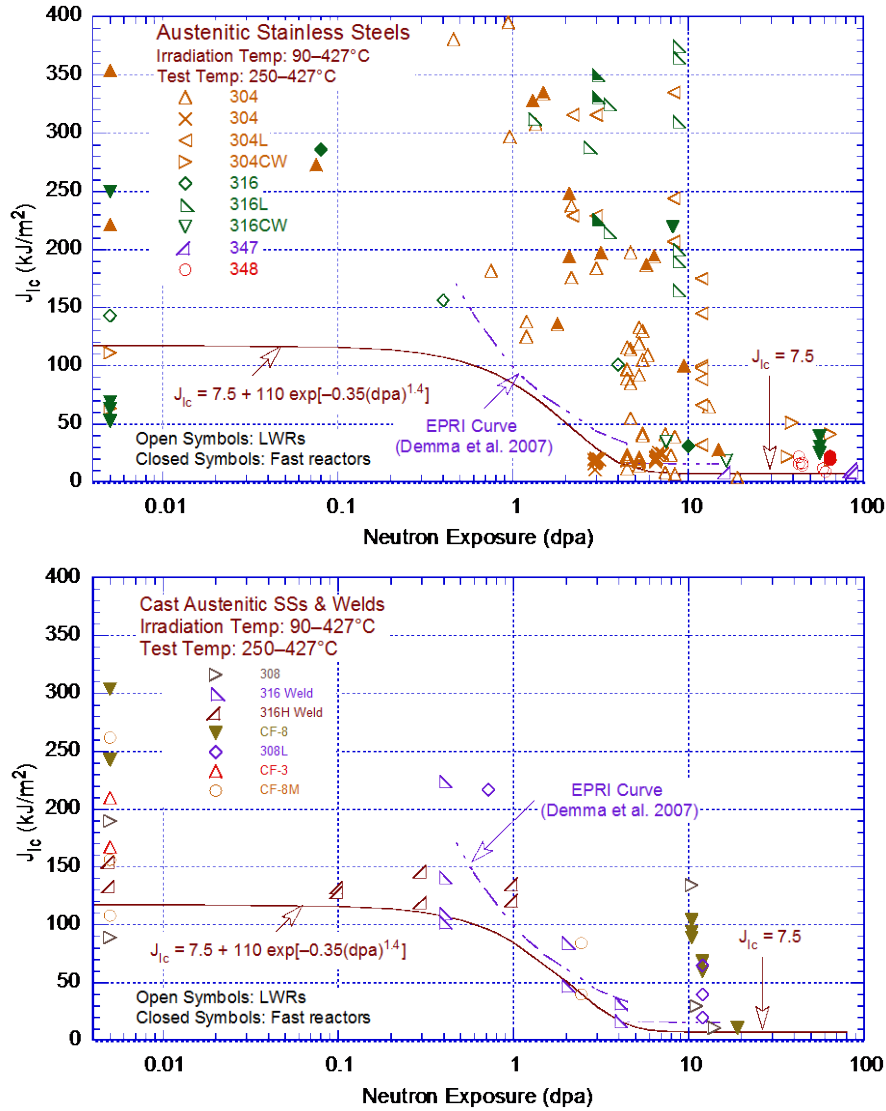 400
350
300
250
200
150
100
50
0
J_Ic (kJ/m²)
Austenitic Stainless Steels
Irradiation Temp: 90–427°C
Test Temp: 250–427°C
304
304
304L
304CW
316
316L
316CW
347
348
J_Ic = 7.5
J_Ic = 7.5 + 110 exp[–0.35(dpa)^1.4]
EPRI Curve
(Demma et al. 2007)
Open Symbols: LWRs
Closed Symbols: Fast reactors
0.01 0.1 1 10 100
Neutron Exposure (dpa)
400
350
300
250
200
150
100
50
0
J_Ic (kJ/m²)
Cast Austenitic SSs & Welds
Irradiation Temp: 90–427°C
Test Temp: 250–427°C
308
316 Weld
316H Weld
CF-8
308L
CF-3
CF-8M
EPRI Curve
(Demma et al. 2007)
J_Ic = 7.5 + 110 exp[–0.35(dpa)^1.4]
J_Ic = 7.5
Open Symbols: LWRs
Closed Symbols: Fast reactors
0.01 0.1 1 10 100
Neutron Exposure (dpa)